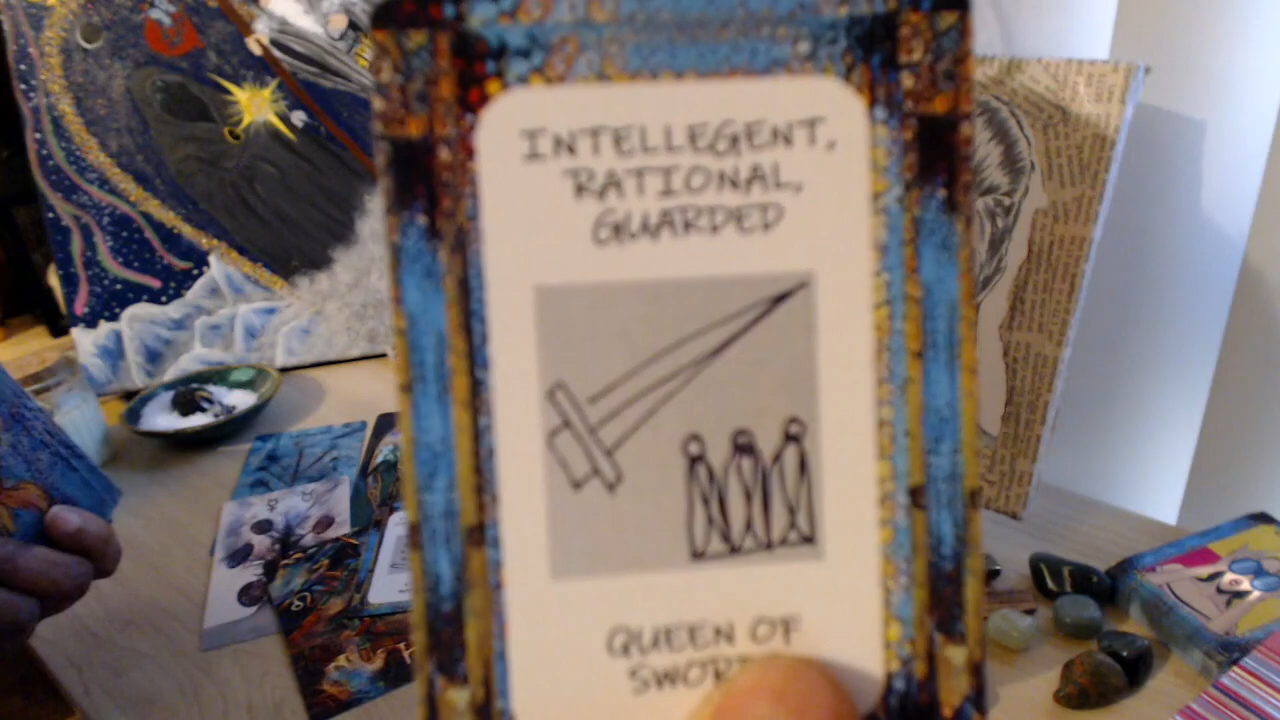 INTELLEGENT,
RATIONAL,
GUARDED
QUEEN OF